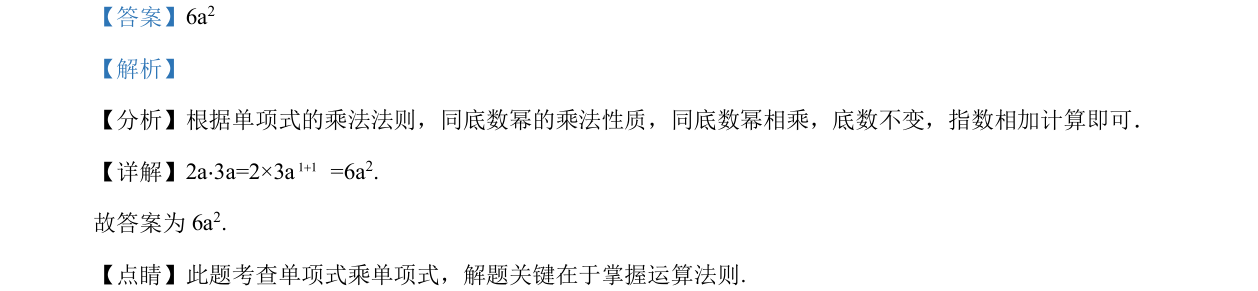 【答案】6a²
【解析】
【分析】根据单项式的乘法法则，同底数幂的乘法性质，同底数幂相乘，底数不变，指数相加计算即可．
【详解】2a·3a=2×3a¹⁺¹ =6a².
故答案为 6a².
【点睛】此题考查单项式乘单项式，解题关键在于掌握运算法则.